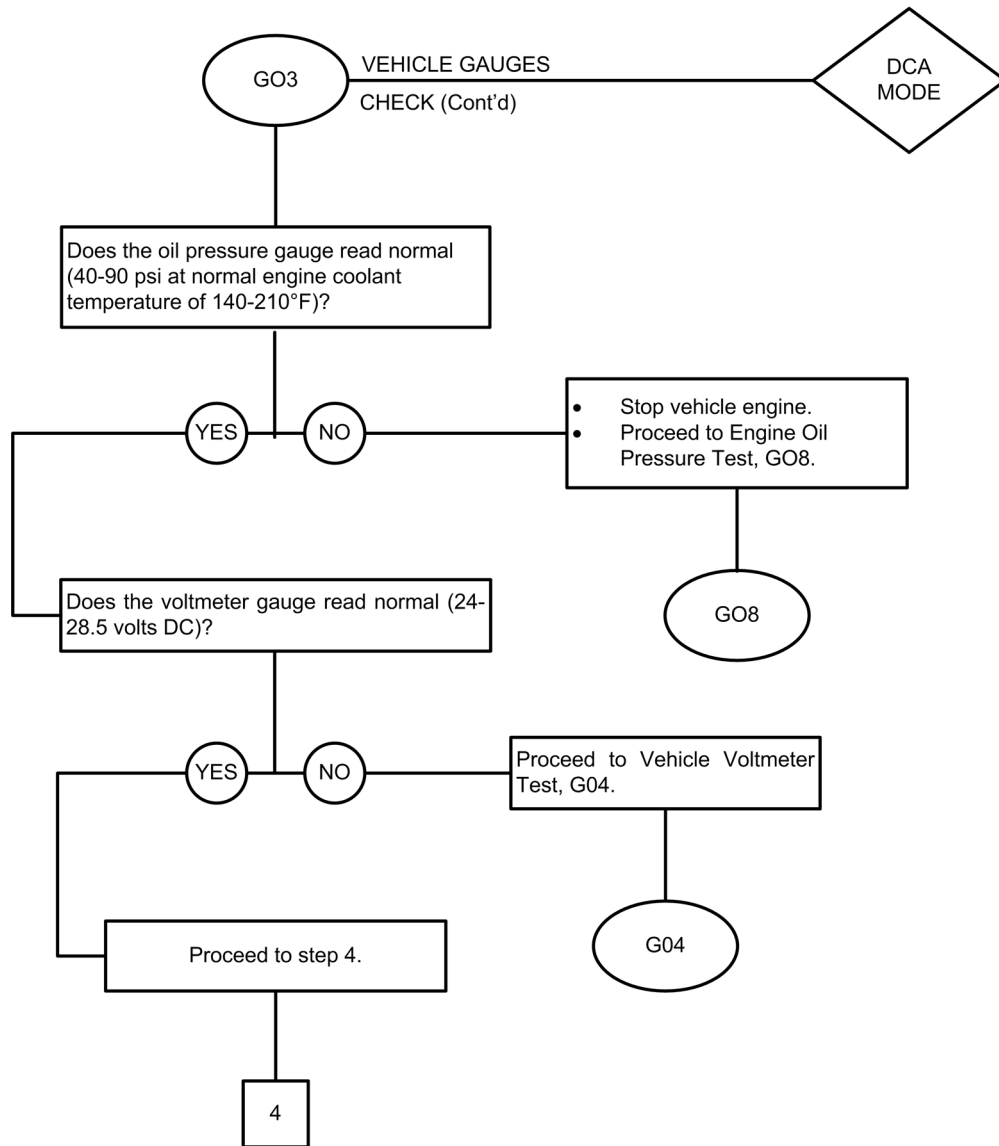 GO3
VEHICLE GAUGES
CHECK (Cont'd)
DCA
MODE
Does the oil pressure gauge read normal
(40-90 psi at normal engine coolant
temperature of 140-210°F)?
YES
NO
• Stop vehicle engine.
• Proceed to Engine Oil
Pressure Test, GO8.
GO8
Does the voltmeter gauge read normal (24-
28.5 volts DC)?
YES
NO
Proceed to Vehicle Voltmeter
Test, G04.
G04
Proceed to step 4.
4